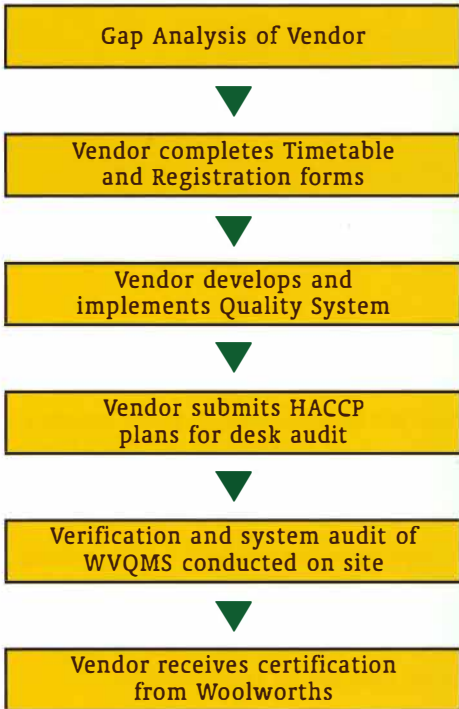 Gap Analysis of Vendor
Vendor completes Timetable
and Registration forms
Vendor develops and
implements Quality System
Vendor submits HACCP
plans for desk audit
Verification and system audit of
WVQMS conducted on site
Vendor receives certification
from Woolworths